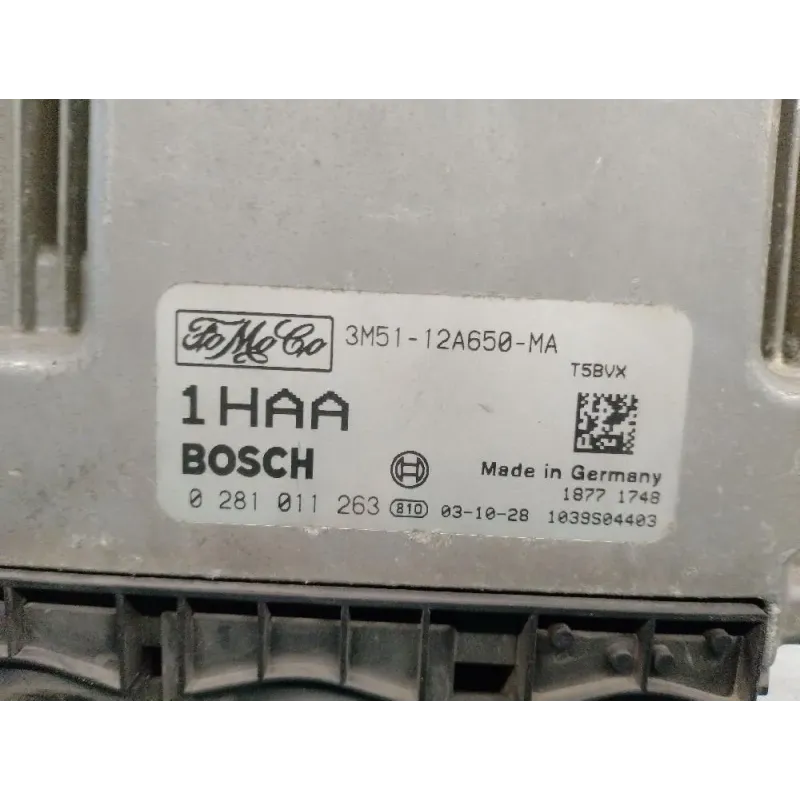 FoMoCo 3M51-12A650-MA
T5BVX
1HAA
BOSCH Made in Germany
1877 1748
0 281 011 263 810 03-10-28 1039S04403